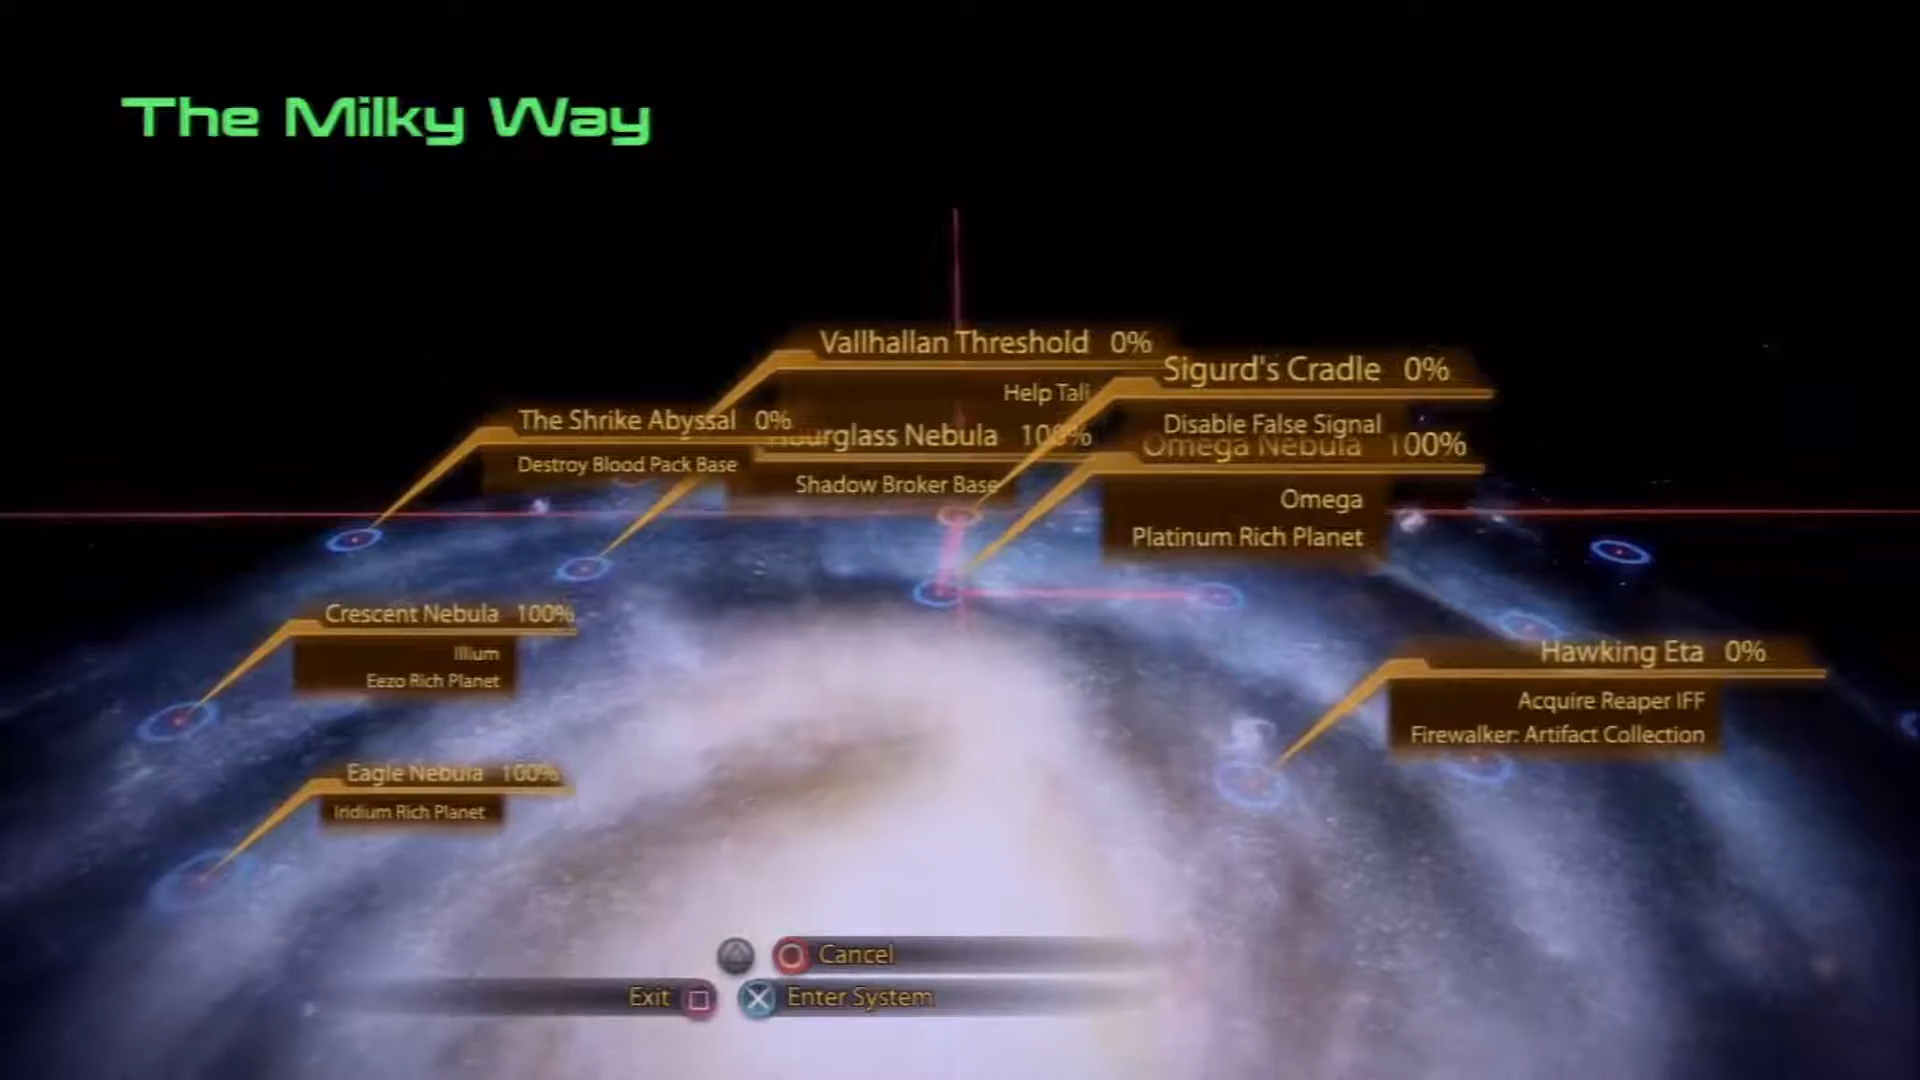 The Milky Way
Vallhallan Threshold 0%
Help Tali
Sigurd's Cradle 0%
Disable False Signal
The Shrike Abyssal 0%
Destroy Blood Pack Base
Hourglass Nebula 100%
Shadow Broker Base
Omega Nebula 100%
Omega
Platinum Rich Planet
Crescent Nebula 100%
Illium
Eezo Rich Planet
Hawking Eta 0%
Acquire Reaper IFF
Firewalker: Artifact Collection
Eagle Nebula 100%
Iridium Rich Planet
Cancel
Exit
Enter System